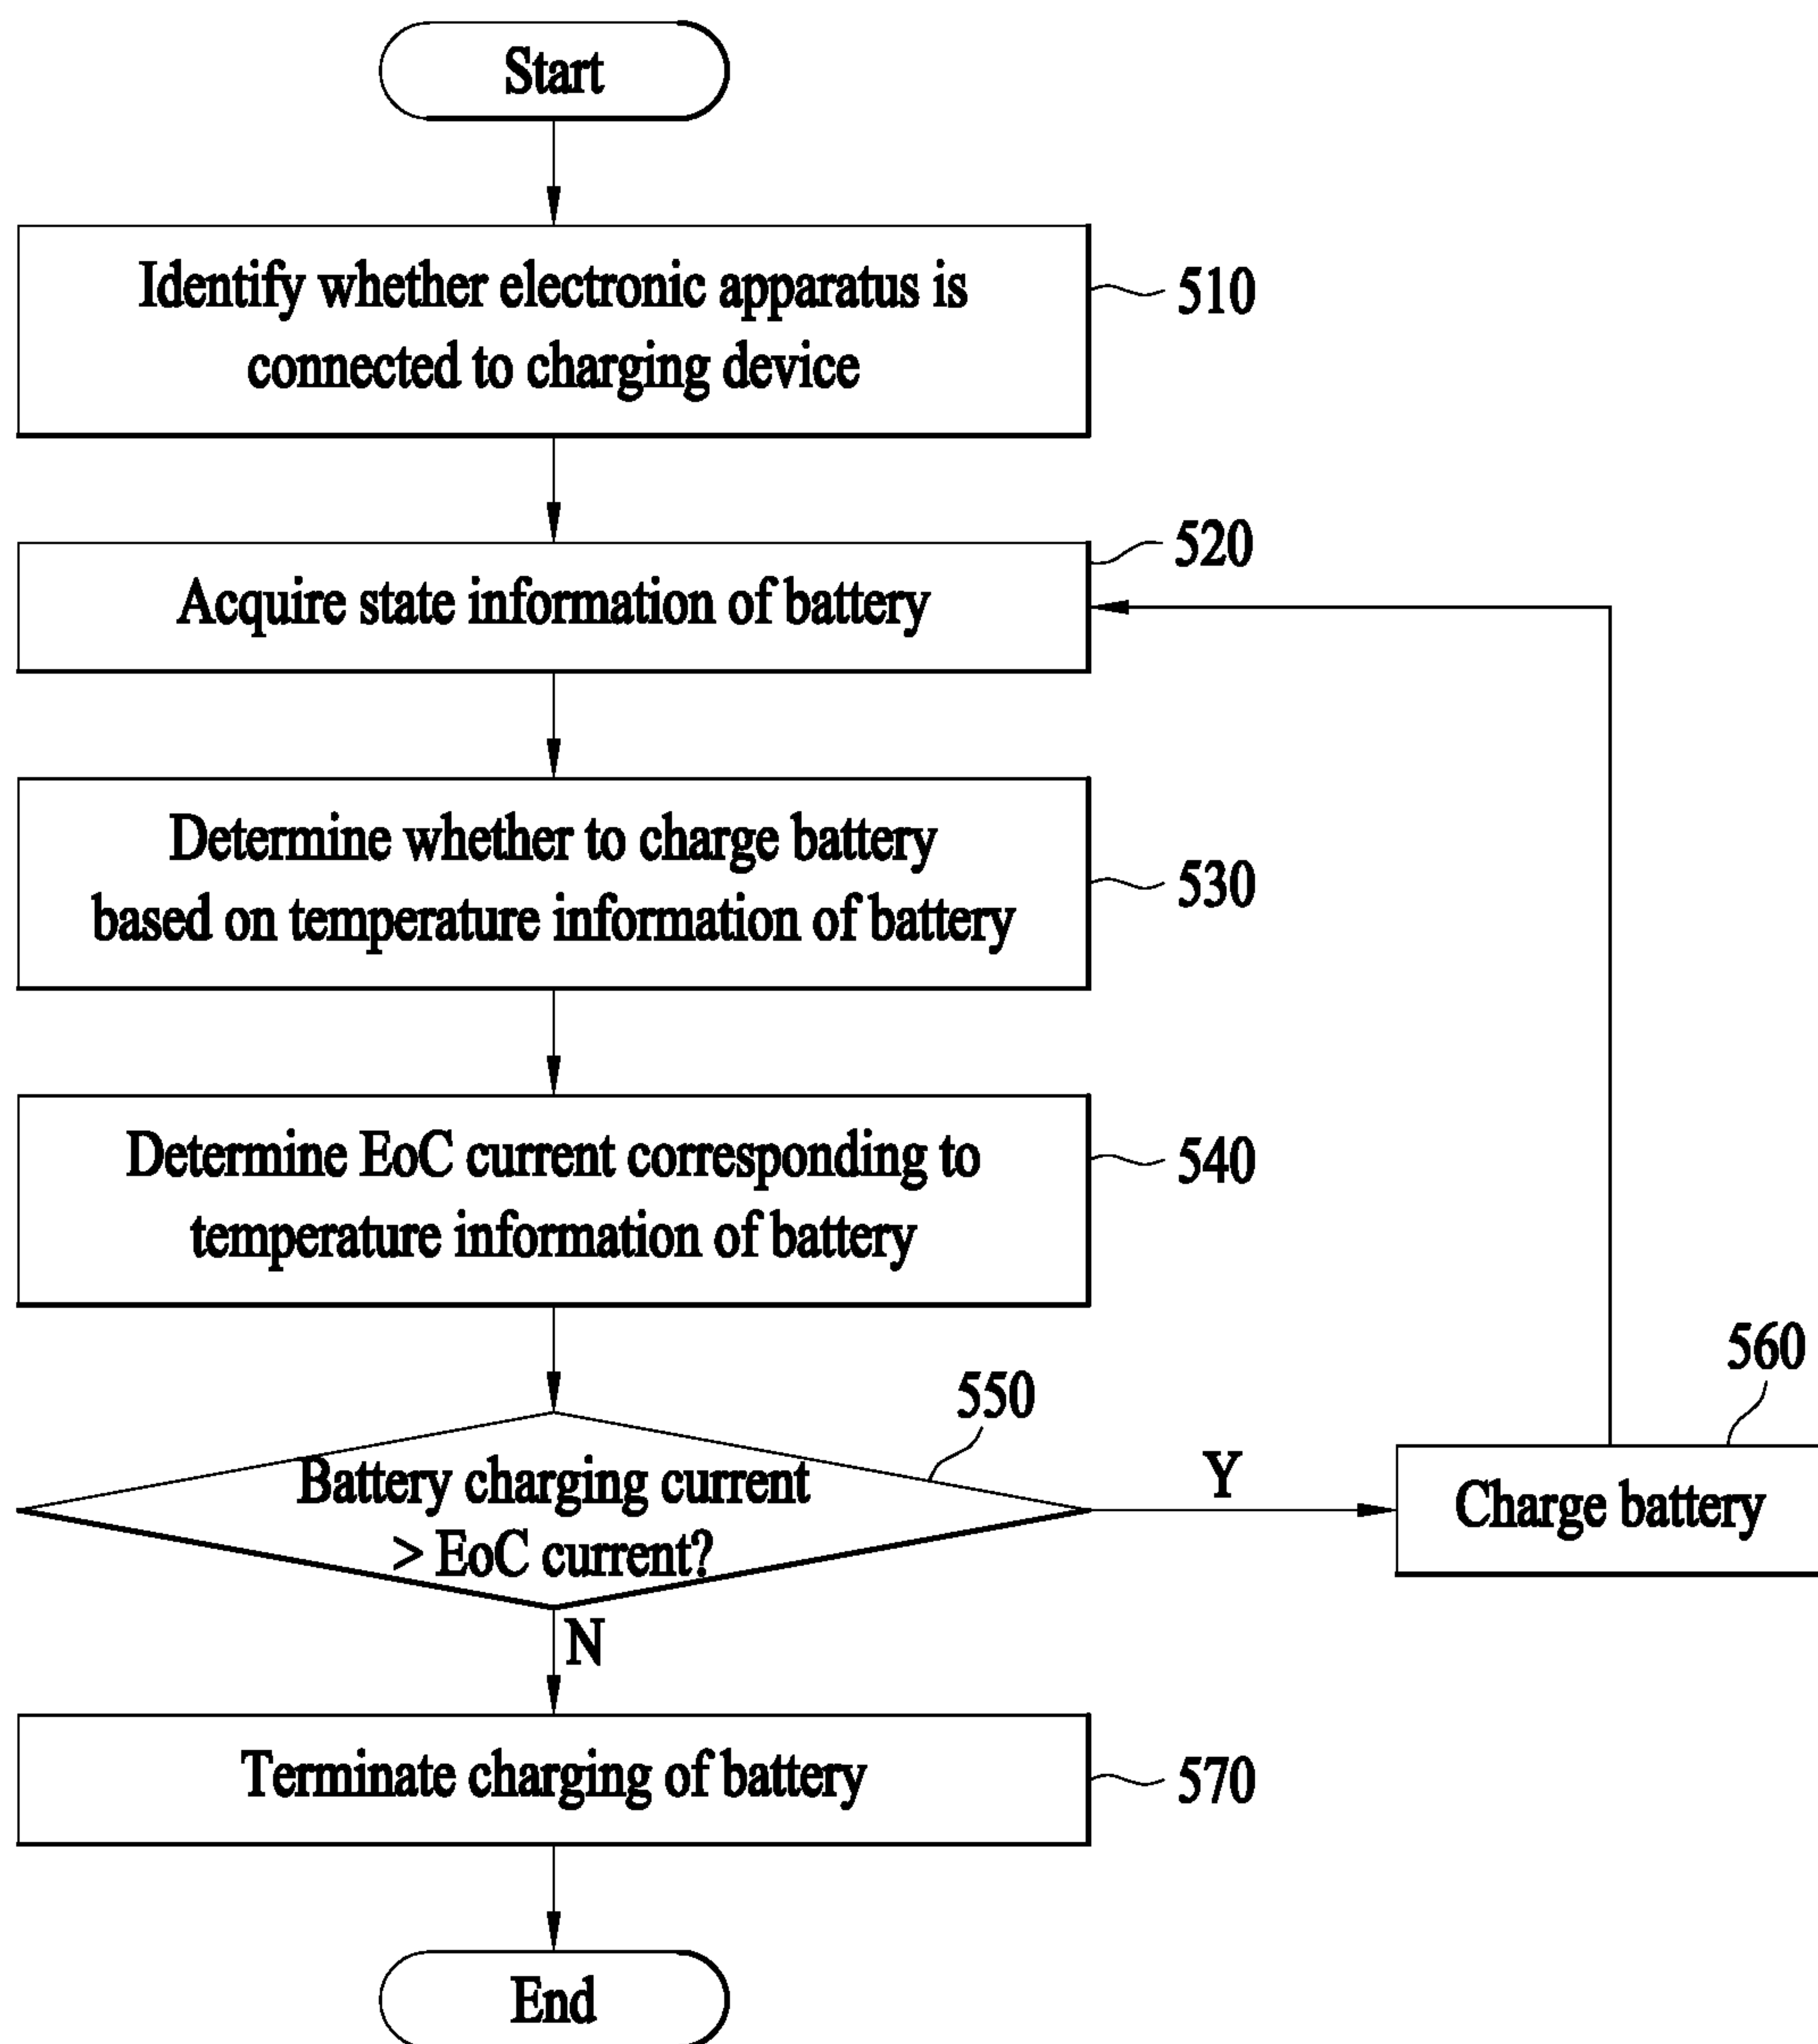 Start
Identify whether electronic apparatus is
connected to charging device
510
520
Acquire state information of battery
Determine whether to charge battery
based on temperature information of battery
530
Determine EoC current corresponding to
temperature information of battery
540
550
Battery charging current
> EoC current?
Y
560
Charge battery
N
Terminate charging of battery
570
End